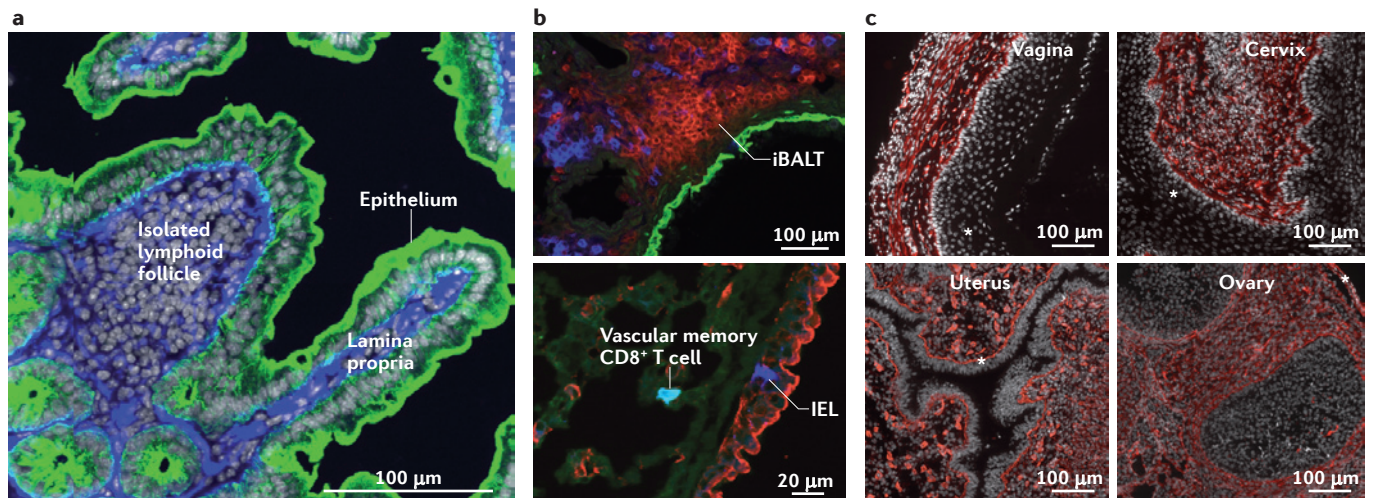 a
Epithelium
Isolated
lymphoid
follicle
Lamina
propria
100 μm
b
iBALT
100 μm
Vascular memory
CD8⁺ T cell
IEL
20 μm
c
Vagina
*
100 μm
Cervix
*
100 μm
Uterus
*
100 μm
Ovary
*
100 μm